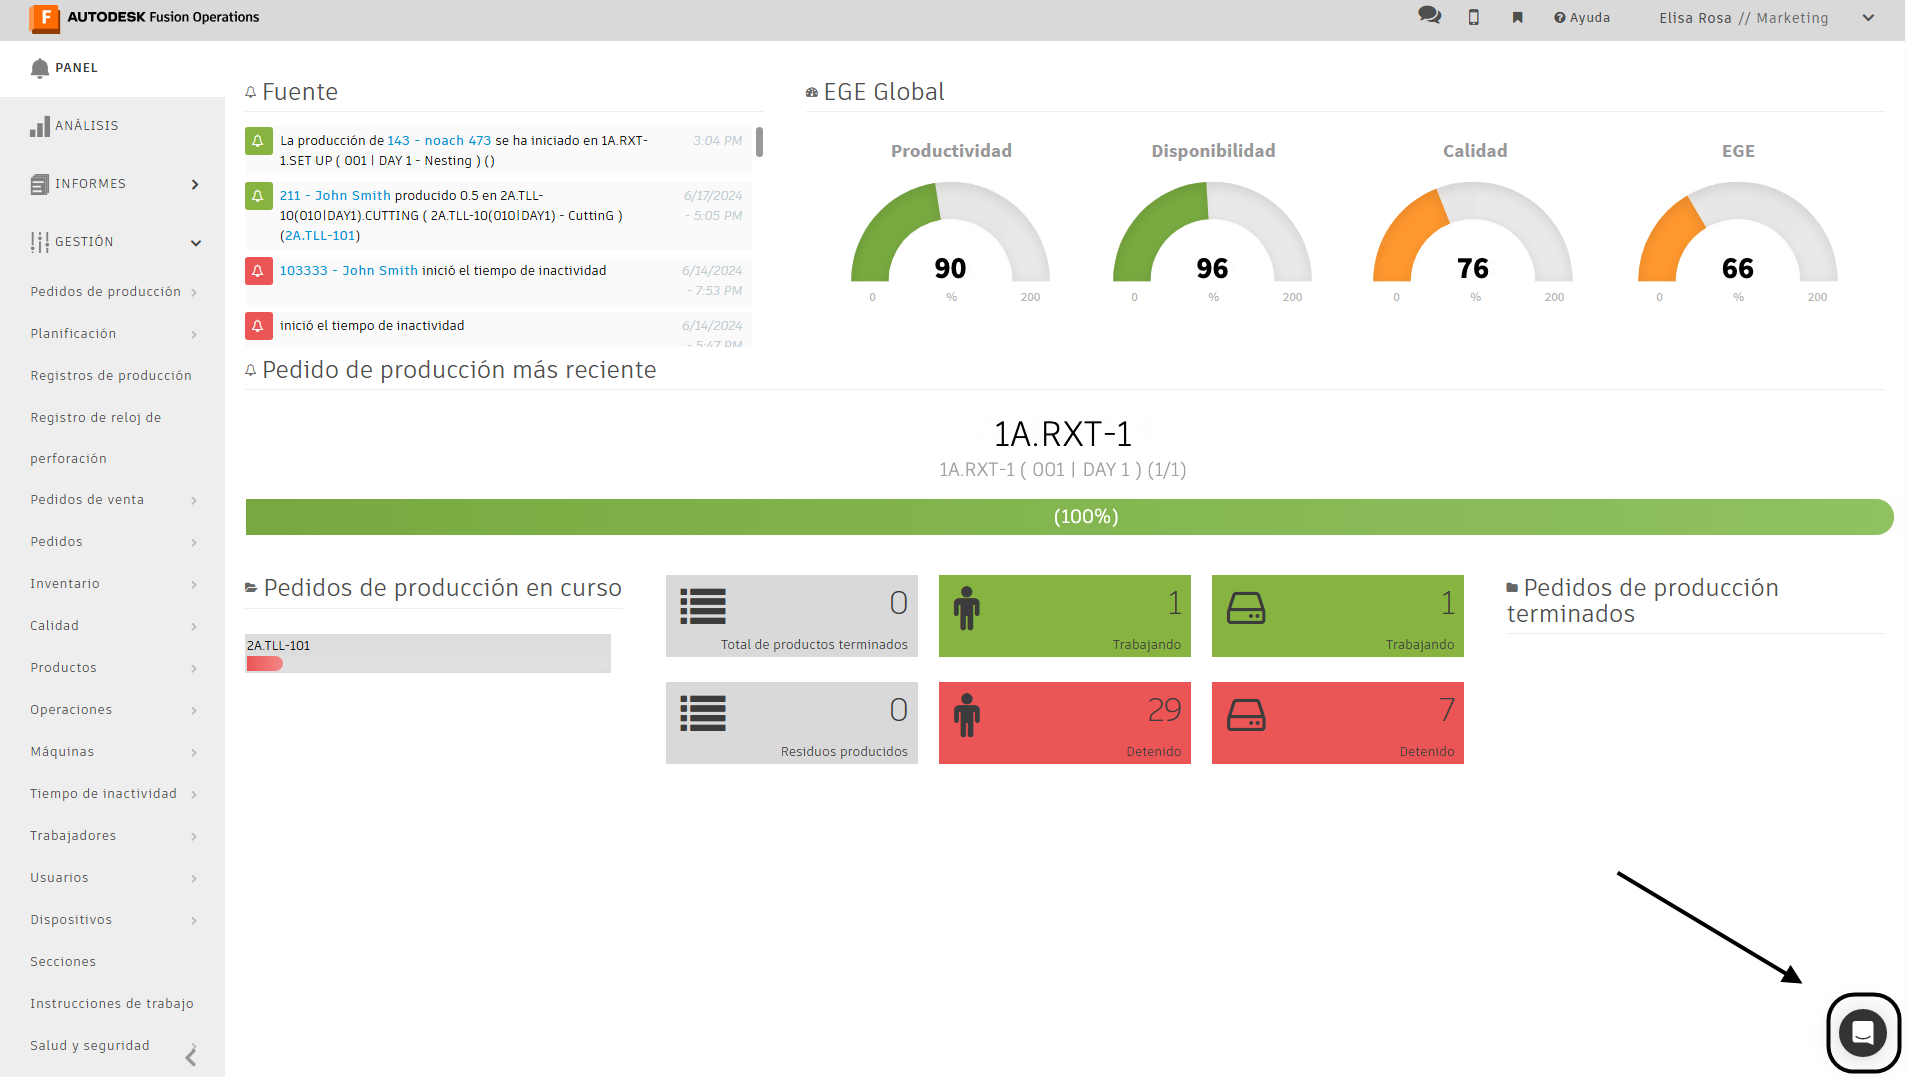 AUTODESK Fusion Operations
Ayuda
Elisa Rosa // Marketing
PANEL
ANÁLISIS
INFORMES
GESTIÓN
Pedidos de producción
Planificación
Registros de producción
Registro de reloj de
perforación
Pedidos de venta
Pedidos
Inventario
Calidad
Productos
Operaciones
Máquinas
Tiempo de inactividad
Trabajadores
Usuarios
Dispositivos
Secciones
Instrucciones de trabajo
Salud y seguridad
Fuente
La producción de 143 - noach 473 se ha iniciado en 1A.RXT-
1.SET UP ( 001 | DAY 1 - Nesting ) ()
3:04 PM
211 - John Smith producido 0.5 en 2A.TLL-
10(010|DAY1).CUTTING ( 2A.TLL-10(010|DAY1) - CuttinG )
(2A.TLL-101)
6/17/2024
- 5:05 PM
103333 - John Smith inició el tiempo de inactividad
6/14/2024
- 7:53 PM
inició el tiempo de inactividad
6/14/2024
- 5:47 PM
EGE Global
Productividad
90
0 % 200
Disponibilidad
96
0 % 200
Calidad
76
0 % 200
EGE
66
0 % 200
Pedido de producción más reciente
1A.RXT-1
1A.RXT-1 ( 001 | DAY 1 ) (1/1)
(100%)
Pedidos de producción en curso
2A.TLL-101
0
Total de productos terminados
1
Trabajando
1
Trabajando
0
Residuos producidos
29
Detenido
7
Detenido
Pedidos de producción
terminados